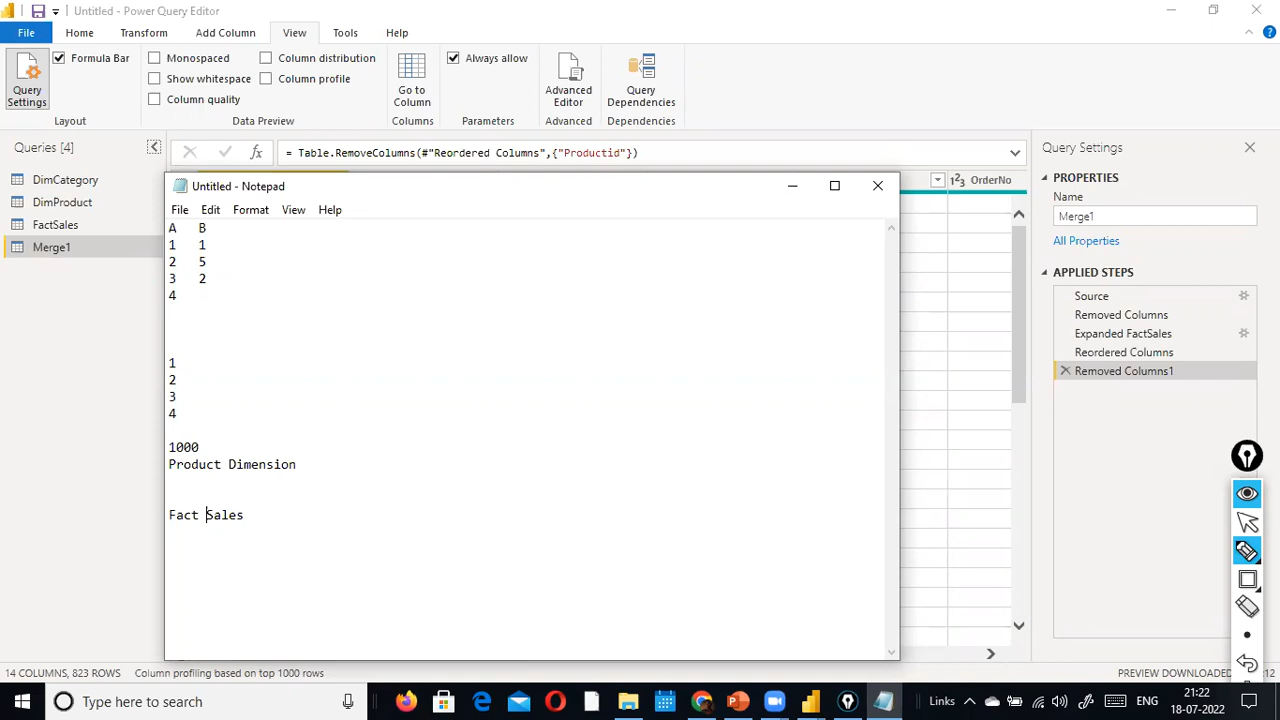 Untitled - Power Query Editor
File Home Transform Add Column View Tools Help
Query Settings
Formula Bar
Layout
Monospaced
Show whitespace
Column quality
Column distribution
Column profile
Data Preview
Go to Column
Columns
Always allow
Parameters
Advanced Editor
Advanced
Query Dependencies
Dependencies
Queries [4]
DimCategory
DimProduct
FactSales
Merge1
fx = Table.RemoveColumns(#"Reordered Columns",{"Productid"})
1²3 OrderNo
Untitled - Notepad
File Edit Format View Help
A B
1 1
2 5
3 2
4
1
2
3
4
1000
Product Dimension
Fact Sales
Query Settings
PROPERTIES
Name
Merge1
All Properties
APPLIED STEPS
Source
Removed Columns
Expanded FactSales
Reordered Columns
Removed Columns1
14 COLUMNS, 823 ROWS Column profiling based on top 1000 rows
PREVIEW DOWNLOADED :12
Type here to search
Links ENG
21:22
18-07-2022